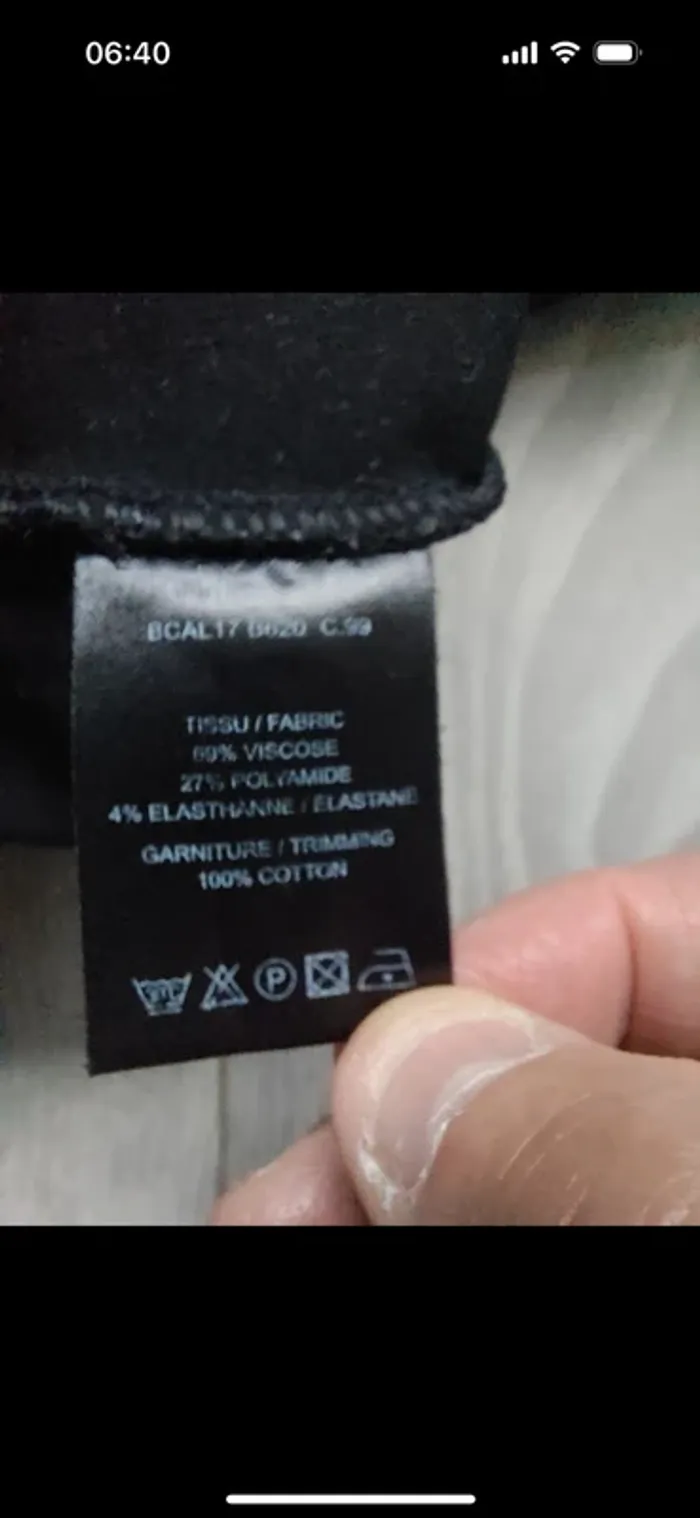 06:40
BCAL17 B620 C.99
TISSU / FABRIC
69% VISCOSE
27% POLYAMIDE
4% ELASTHANNE / ELASTANE
GARNITURE / TRIMMING
100% COTTON
P